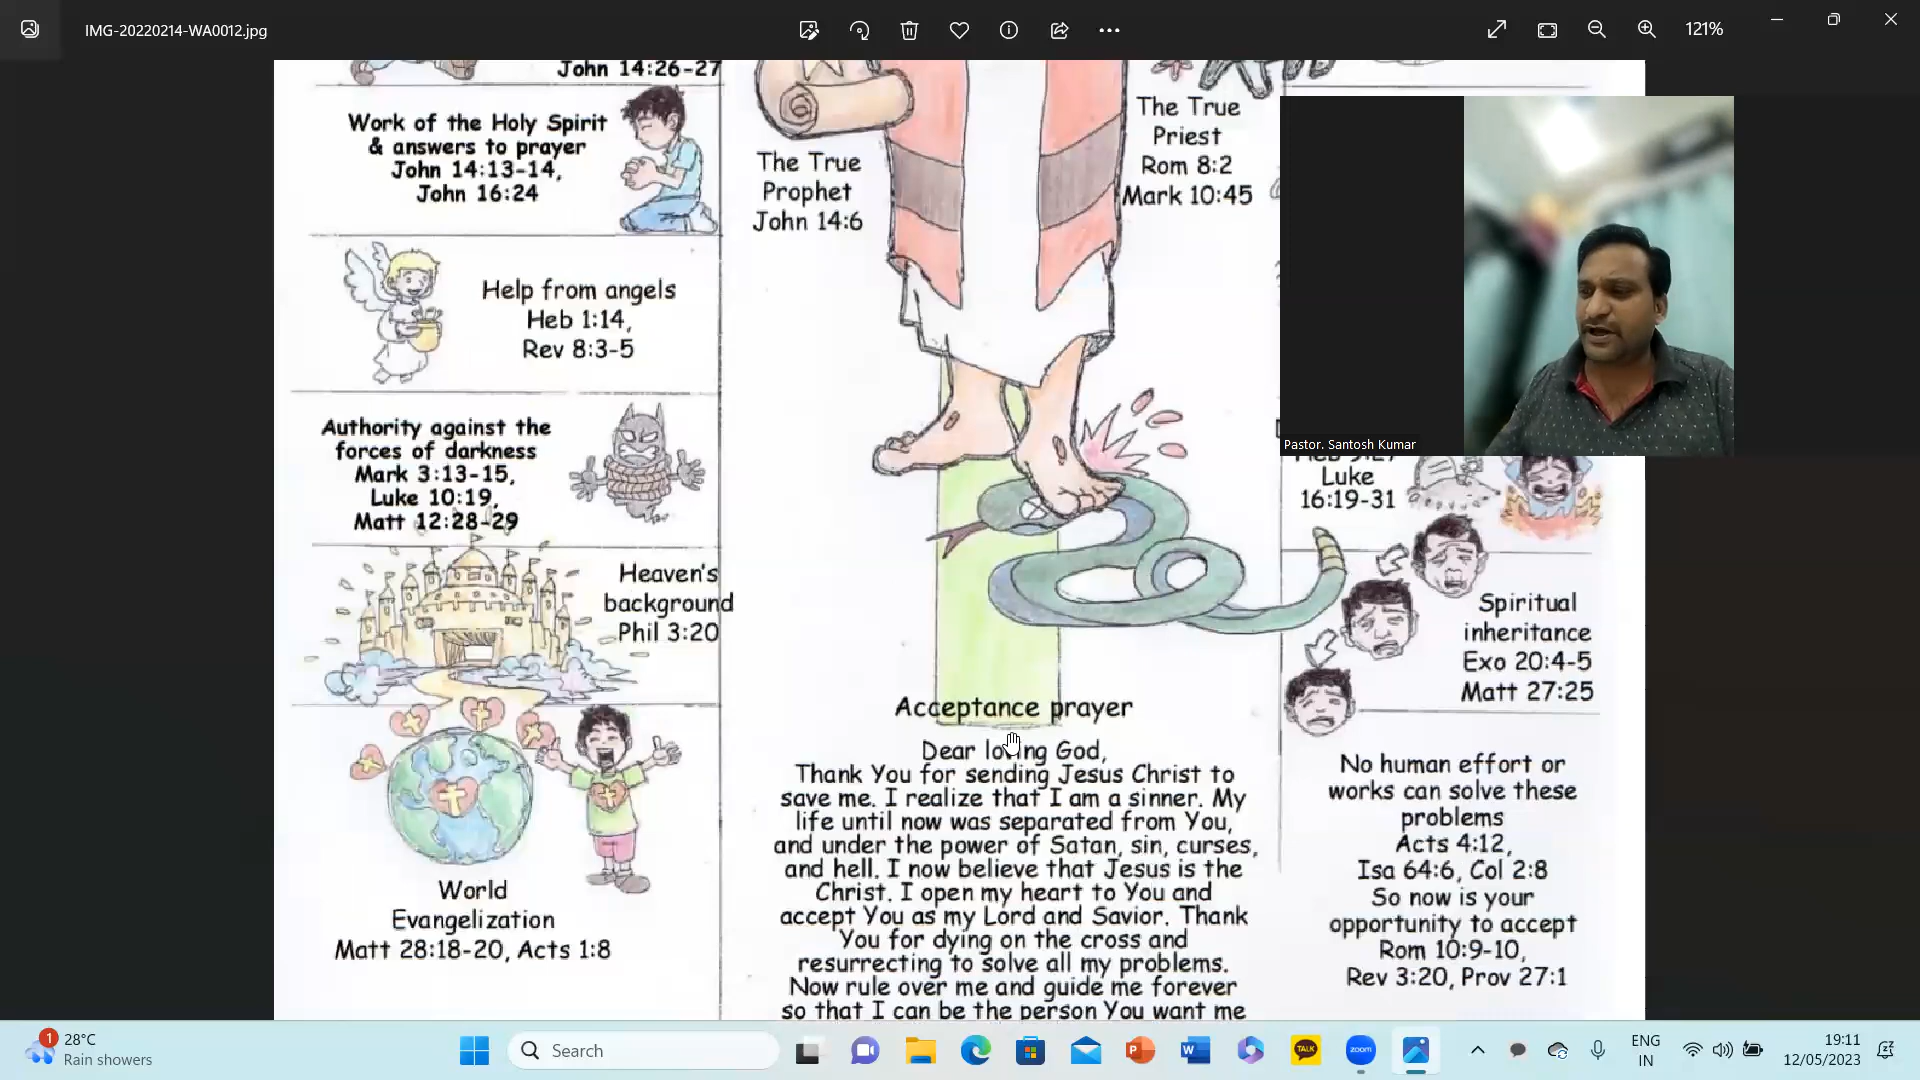 IMG-20220214-WA0012.jpg
121%
John 14:26-27
Work of the Holy Spirit
& answers to prayer
John 14:13-14,
John 16:24
Help from angels
Heb 1:14,
Rev 8:3-5
Authority against the
forces of darkness
Mark 3:13-15,
Luke 10:19,
Matt 12:28-29
Heaven's
background
Phil 3:20
World
Evangelization
Matt 28:18-20, Acts 1:8
The True
Prophet
John 14:6
The True
Priest
Rom 8:2
Mark 10:45
Acceptance prayer
Dear loving God,
Thank You for sending Jesus Christ to
save me. I realize that I am a sinner. My
life until now was separated from You,
and under the power of Satan, sin, curses,
and hell. I now believe that Jesus is the
Christ. I open my heart to You and
accept You as my Lord and Savior. Thank
You for dying on the cross and
resurrecting to solve all my problems.
Now rule over me and guide me forever
so that I can be the person You want me
Pastor. Santosh Kumar
Luke
16:19-31
Spiritual
inheritance
Exo 20:4-5
Matt 27:25
No human effort or
works can solve these
problems
Acts 4:12,
Isa 64:6, Col 2:8
So now is your
opportunity to accept
Rom 10:9-10,
Rev 3:20, Prov 27:1
1
28°C
Rain showers
Search
TALK
zoom
ENG
IN
19:11
12/05/2023